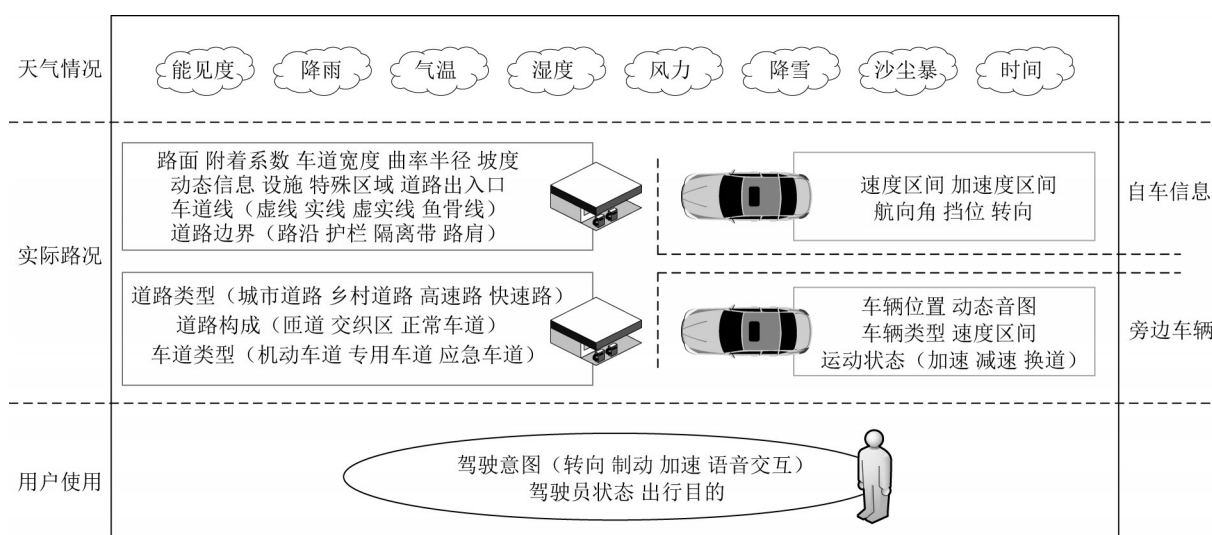 天气情况
能见度 降雨 气温 湿度 风力 降雪 沙尘暴 时间
实际路况
路面 附着系数 车道宽度 曲率半径 坡度
动态信息 设施 特殊区域 道路出入口
车道线（虚线 实线 虚实线 鱼骨线）
道路边界（路沿 护栏 隔离带 路肩）
速度区间 加速度区间
航向角 挡位 转向
自车信息
道路类型（城市道路 乡村道路 高速路 快速路）
道路构成（匝道 交织区 正常车道）
车道类型（机动车道 专用车道 应急车道）
车辆位置 动态音图
车辆类型 速度区间
运动状态（加速 减速 换道）
旁边车辆
用户使用
驾驶意图（转向 制动 加速 语音交互）
驾驶员状态 出行目的